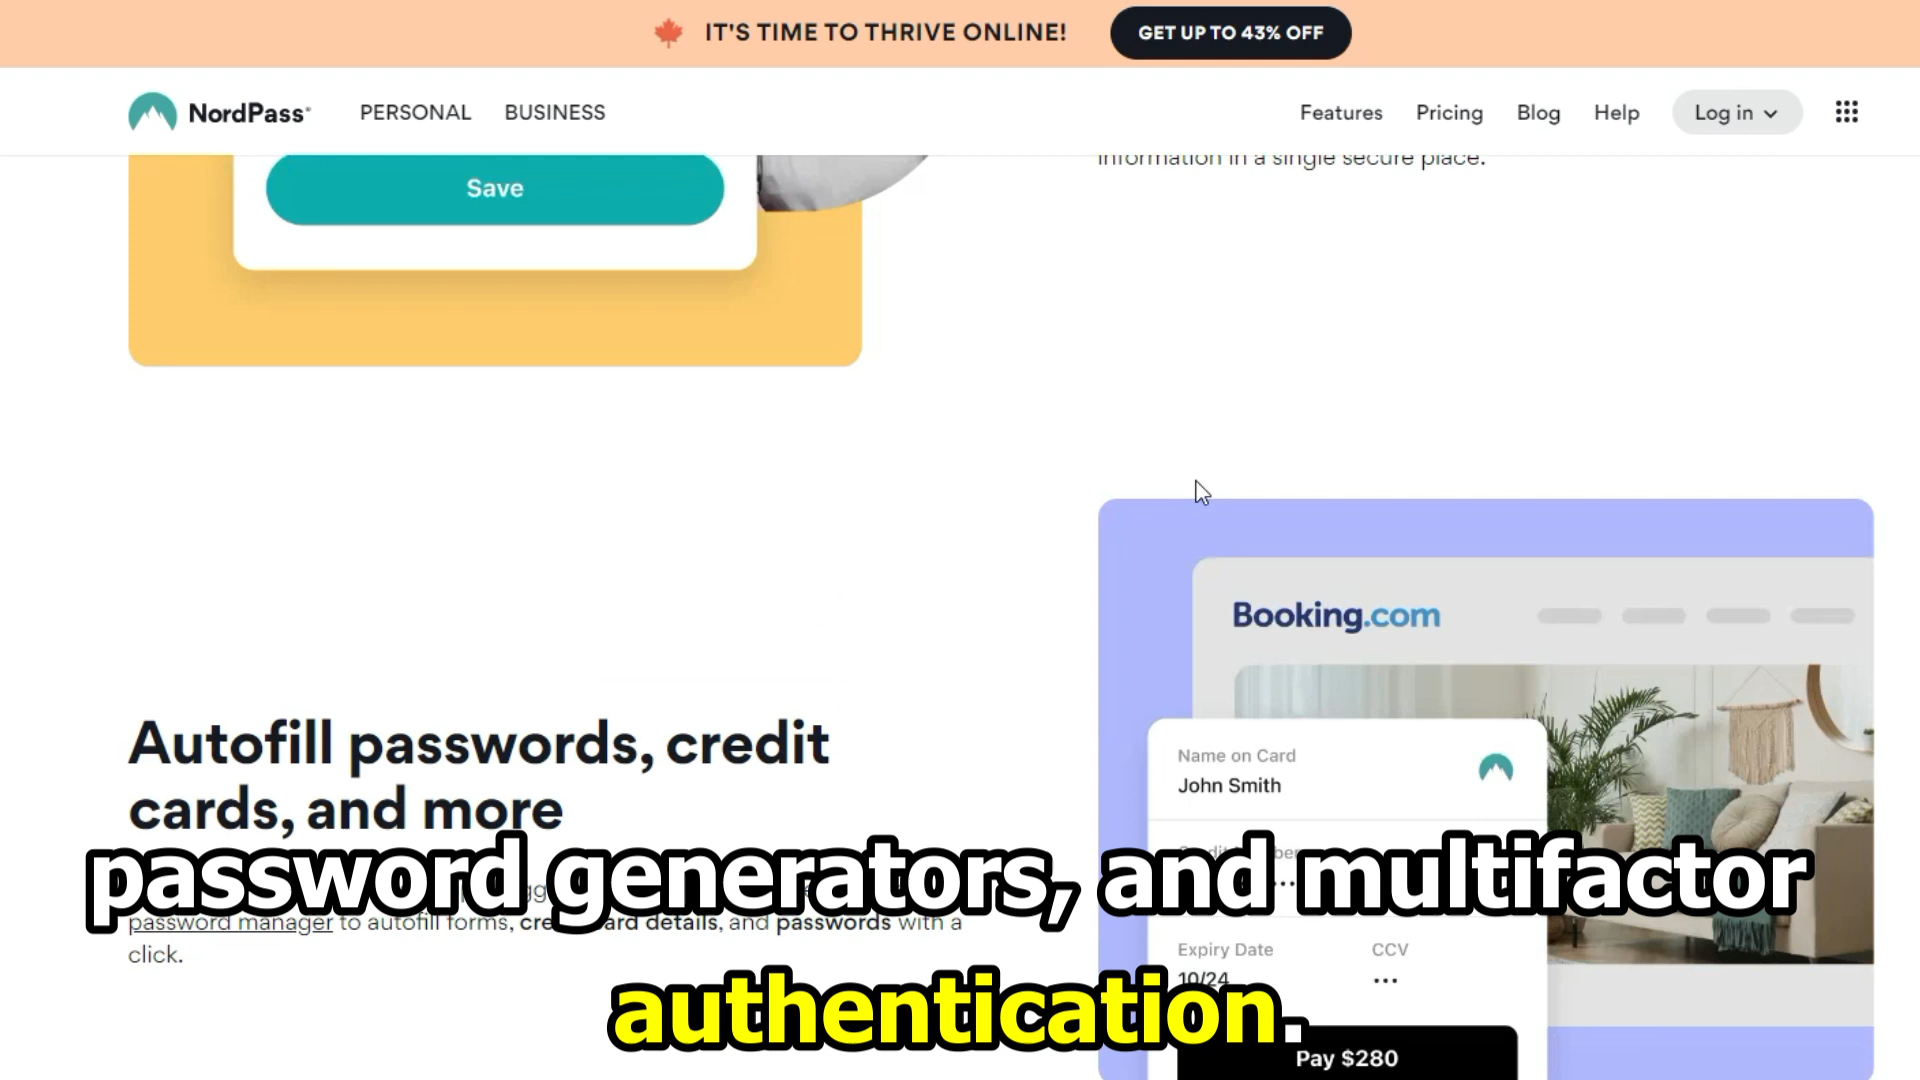 IT'S TIME TO THRIVE ONLINE!
GET UP TO 43% OFF
NordPass®
PERSONAL
BUSINESS
Features
Pricing
Blog
Help
Log in
information in a single secure place.
Save
Booking.com
Autofill passwords, credit
cards, and more
password manager to autofill forms, card details, and passwords with a
click.
Name on Card
John Smith
Expiry Date
CCV
10/24
•••
Pay $280
password generators, and multifactor
authentication.